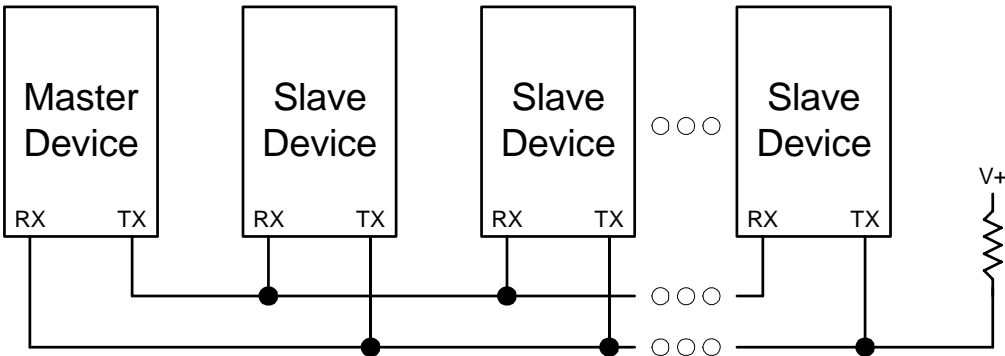 Master
Device
Slave
Device
Slave
Device
Slave
Device
RX TX
RX TX
RX TX
RX TX
V+